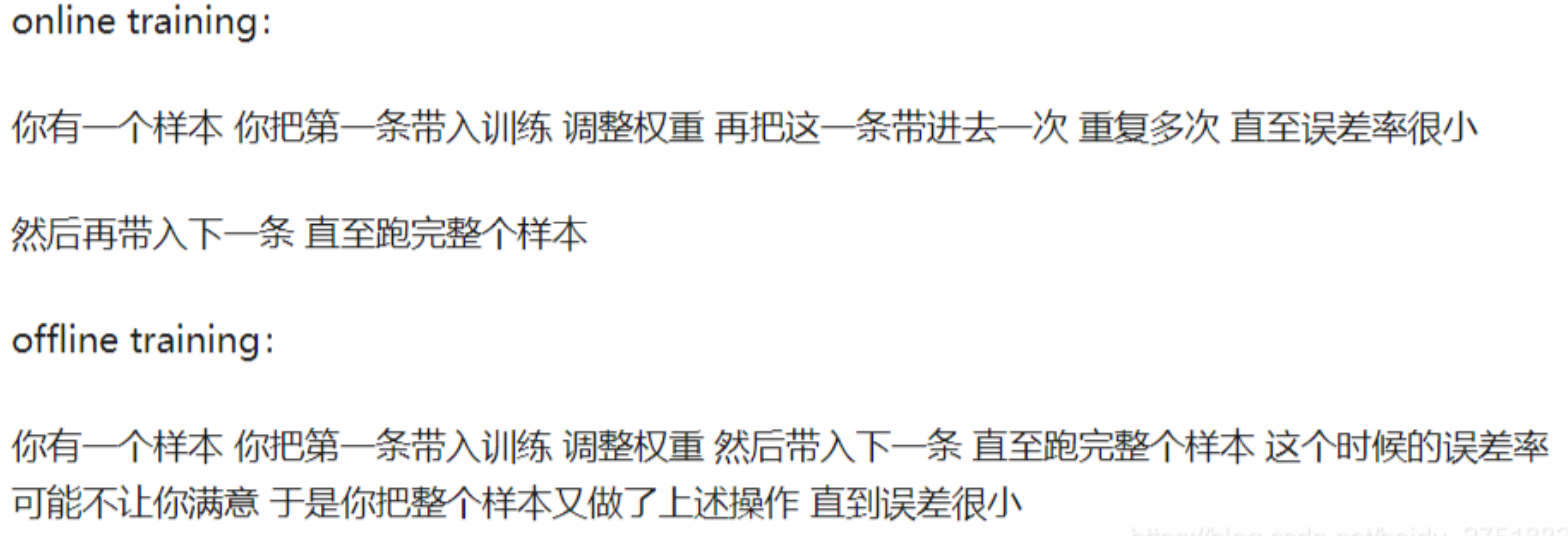 online training：
你有一个样本 你把第一条带入训练 调整权重 再把这一条带进去一次 重复多次 直至误差率很小
然后再带入下一条 直至跑完整个样本
offline training：
你有一个样本 你把第一条带入训练 调整权重 然后带入下一条 直至跑完整个样本 这个时候的误差率
可能不让你满意 于是你把整个样本又做了上述操作 直到误差很小